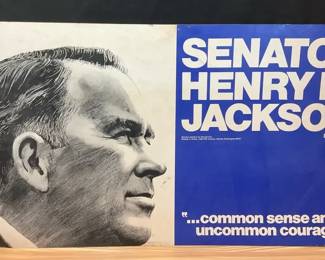 SENATO
HENRY
JACKSO
"...common sense an
uncommon courag